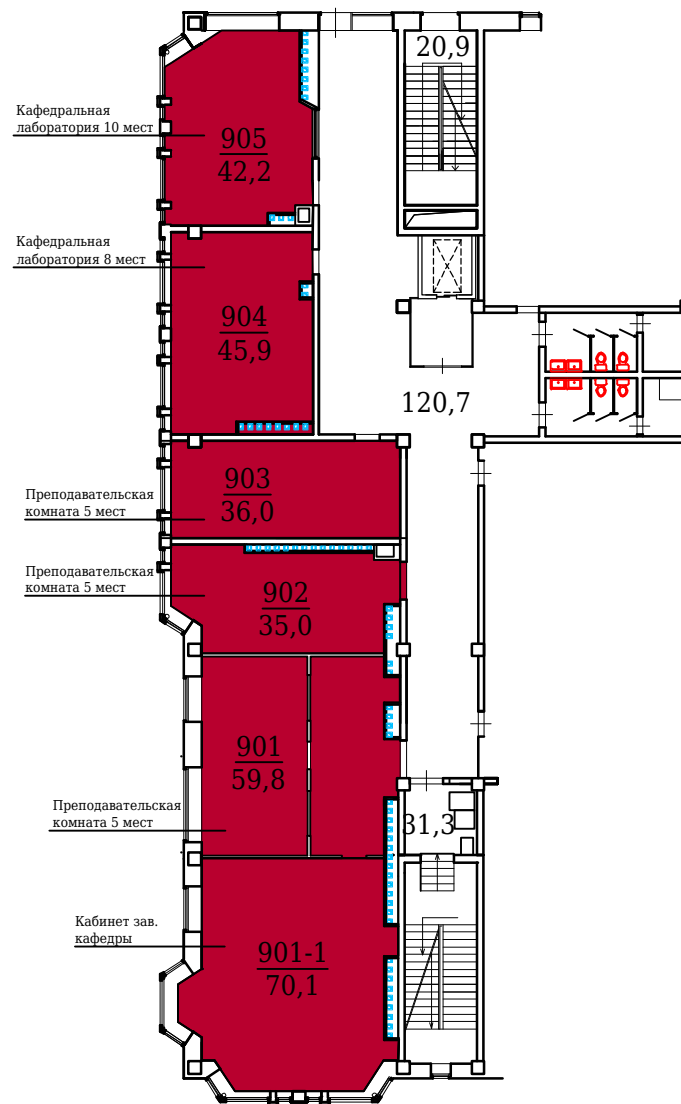 20,9
Кафедральная
лаборатория 10 мест
905
42,2
Кафедральная
лаборатория 8 мест
904
45,9
120,7
903
36,0
Преподавательская
комната 5 мест
Преподавательская
комната 5 мест
902
35,0
901
59,8
Преподавательская
комната 5 мест
31,3
Кабинет зав.
кафедры
901-1
70,1